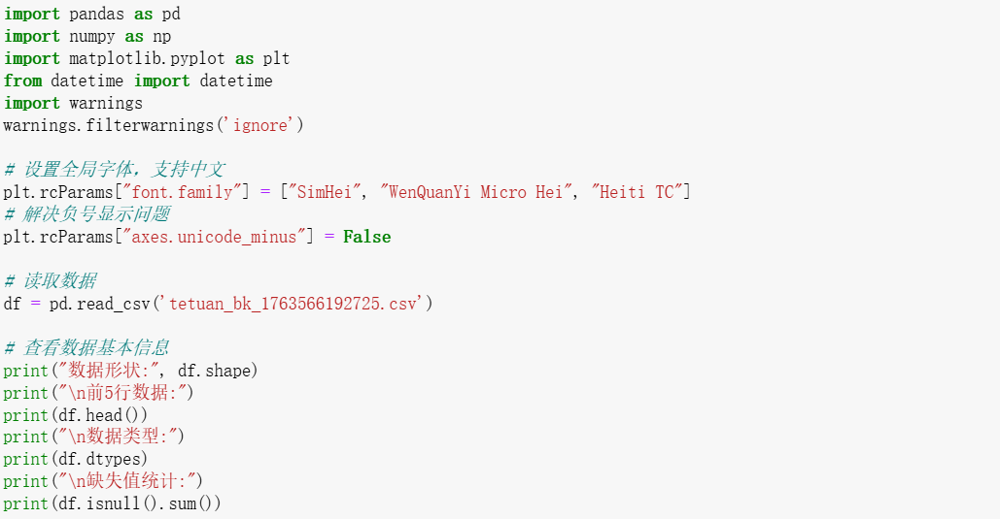 import pandas as pd
import numpy as np
import matplotlib.pyplot as plt
from datetime import datetime
import warnings
warnings.filterwarnings('ignore')
# 设置全局字体，支持中文
plt.rcParams["font.family"] = ["SimHei", "WenQuanYi Micro Hei", "Heiti TC"]
# 解决负号显示问题
plt.rcParams["axes.unicode_minus"] = False
# 读取数据
df = pd.read_csv('tetuan_bk_1763566192725.csv')
# 查看数据基本信息
print("数据形状:", df.shape)
print("\n前5行数据:")
print(df.head())
print("\n数据类型:")
print(df.dtypes)
print("\n缺失值统计:")
print(df.isnull().sum())